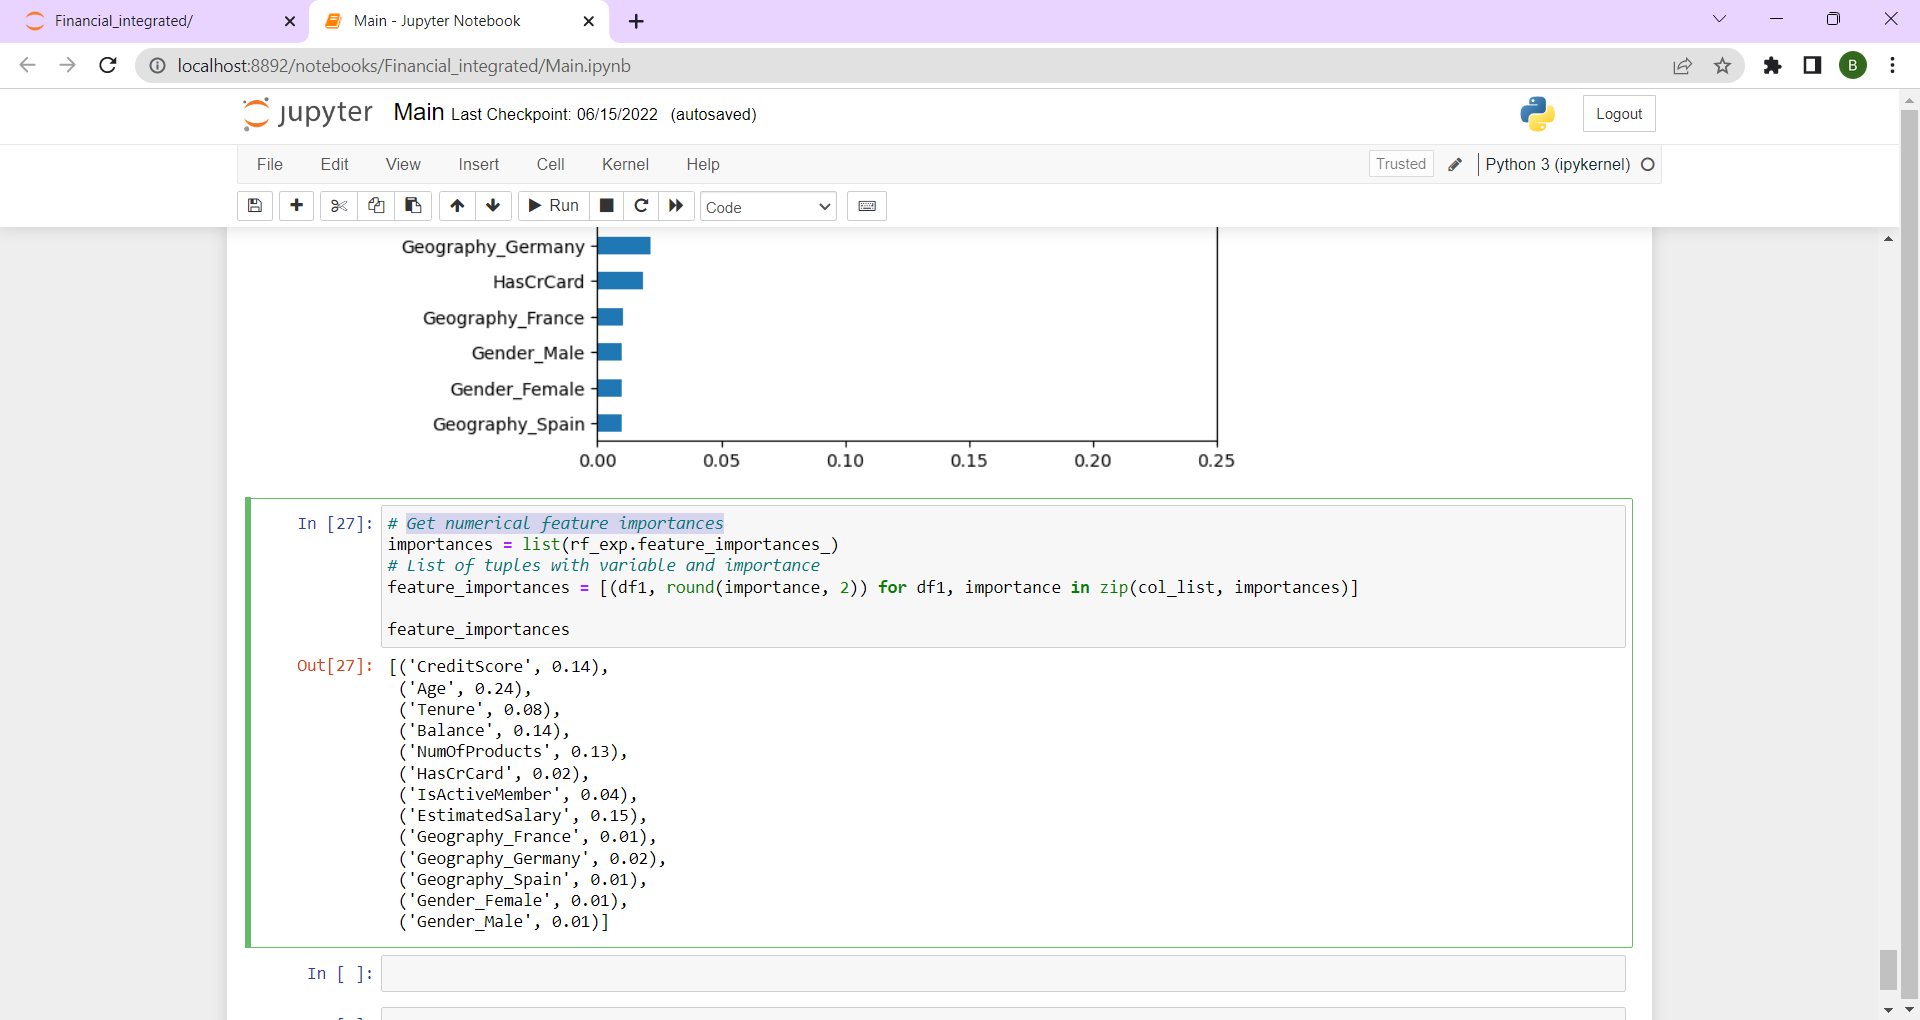 Financial_integrated/
Main - Jupyter Notebook
localhost:8892/notebooks/Financial_integrated/Main.ipynb
B
jupyter Main Last Checkpoint: 06/15/2022 (autosaved)
Logout
File Edit View Insert Cell Kernel Help
Trusted
Python 3 (ipykernel)
Run
Code
Geography_Germany
HasCrCard
Geography_France
Gender_Male
Gender_Female
Geography_Spain
0.00 0.05 0.10 0.15 0.20 0.25
In [27]: # Get numerical feature importances
importances = list(rf_exp.feature_importances_)
# List of tuples with variable and importance
feature_importances = [(df1, round(importance, 2)) for df1, importance in zip(col_list, importances)]
feature_importances
Out[27]: [('CreditScore', 0.14),
('Age', 0.24),
('Tenure', 0.08),
('Balance', 0.14),
('NumOfProducts', 0.13),
('HasCrCard', 0.02),
('IsActiveMember', 0.04),
('EstimatedSalary', 0.15),
('Geography_France', 0.01),
('Geography_Germany', 0.02),
('Geography_Spain', 0.01),
('Gender_Female', 0.01),
('Gender_Male', 0.01)]
In [ ]: